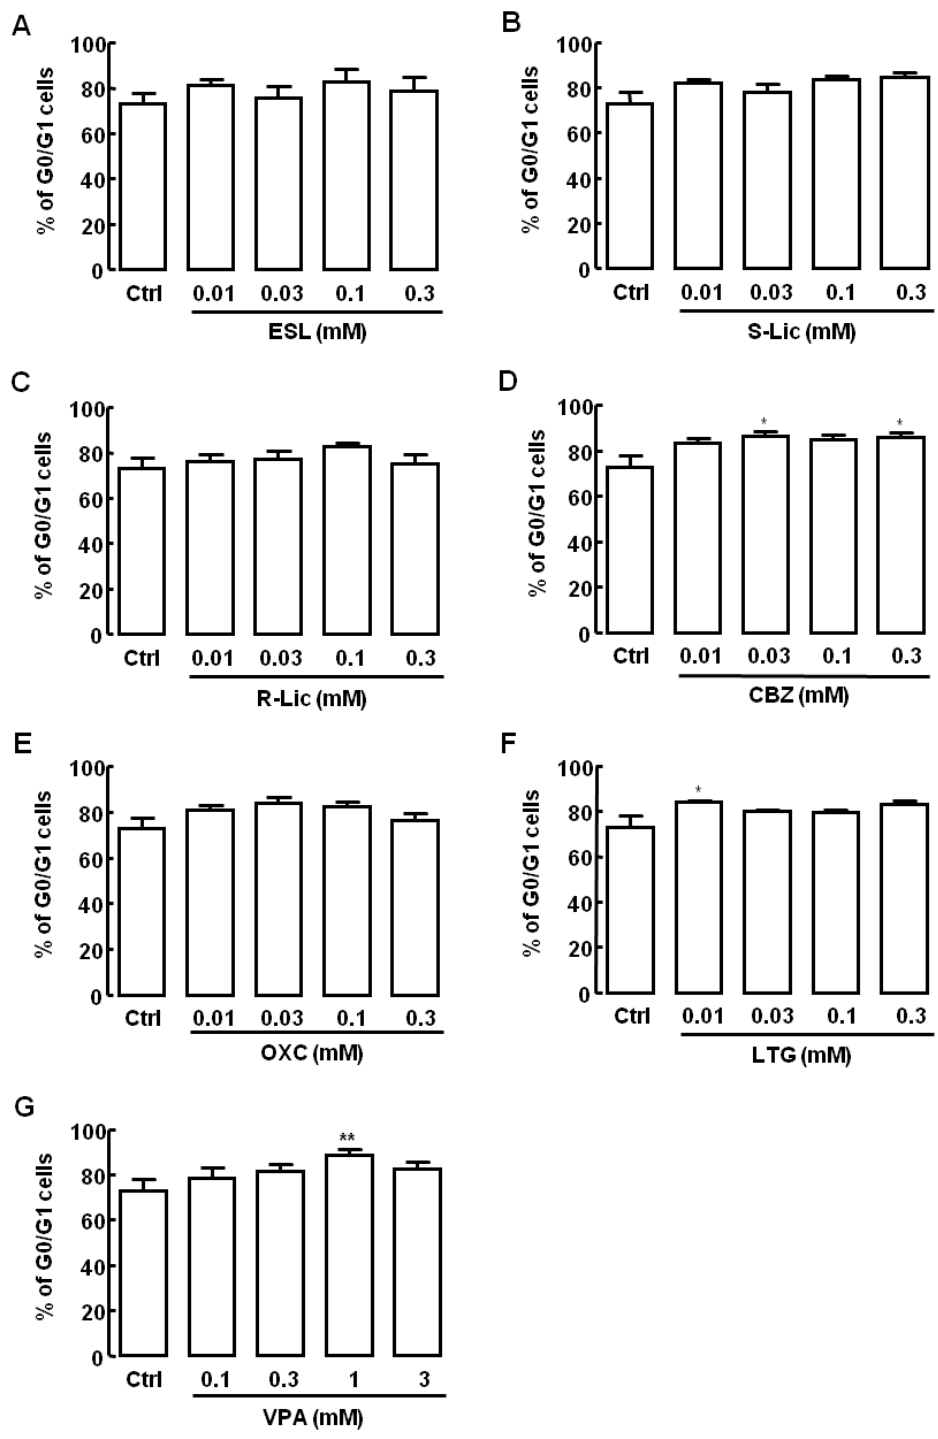 A
% of G0/G1 cells
100
80
60
40
20
0
Ctrl 0.01 0.03 0.1 0.3
ESL (mM)
B
% of G0/G1 cells
100
80
60
40
20
0
Ctrl 0.01 0.03 0.1 0.3
S-Lic (mM)
C
% of G0/G1 cells
100
80
60
40
20
0
Ctrl 0.01 0.03 0.1 0.3
R-Lic (mM)
D
% of G0/G1 cells
100
80
60
40
20
0
* *
Ctrl 0.01 0.03 0.1 0.3
CBZ (mM)
E
% of G0/G1 cells
100
80
60
40
20
0
Ctrl 0.01 0.03 0.1 0.3
OXC (mM)
F
% of G0/G1 cells
100
80
60
40
20
0
*
Ctrl 0.01 0.03 0.1 0.3
LTG (mM)
G
% of G0/G1 cells
100
80
60
40
20
0
**
Ctrl 0.1 0.3 1 3
VPA (mM)